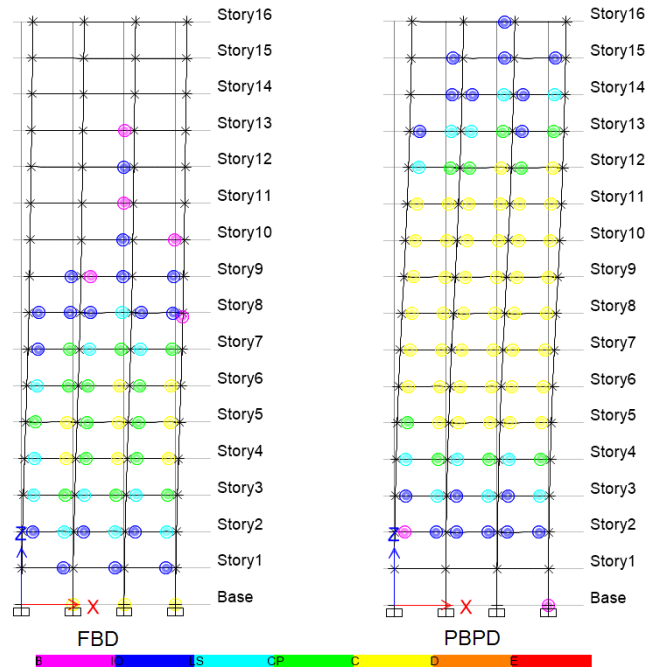 Story16 Story16
Story15 Story15
Story14 Story14
Story13 Story13
Story12 Story12
Story11 Story11
Story10 Story10
Story9 Story9
Story8 Story8
Story7 Story7
Story6 Story6
Story5 Story5
Story4 Story4
Story3 Story3
Story2 Story2
Z Z
Story1 Story1
Base Base
X X
FBD PBPD
B IO LS CP C D E